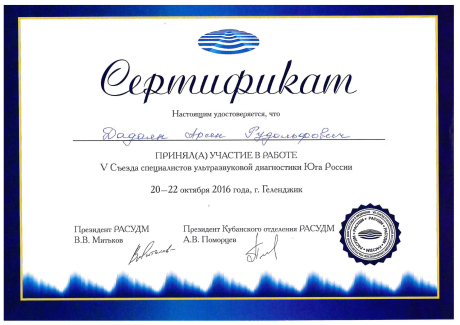 Сертификат
Настоящим удостоверяется, что
Дадаян Арсен Рудольфович
ПРИНЯЛ(А) УЧАСТИЕ В РАБОТЕ
V Съезда специалистов ультразвуковой диагностики Юга России
20—22 октября 2016 года, г. Геленджик
Президент РАСУДМ
В.В. Митьков
Президент Кубанского отделения РАСУДМ
А.В. Поморцев